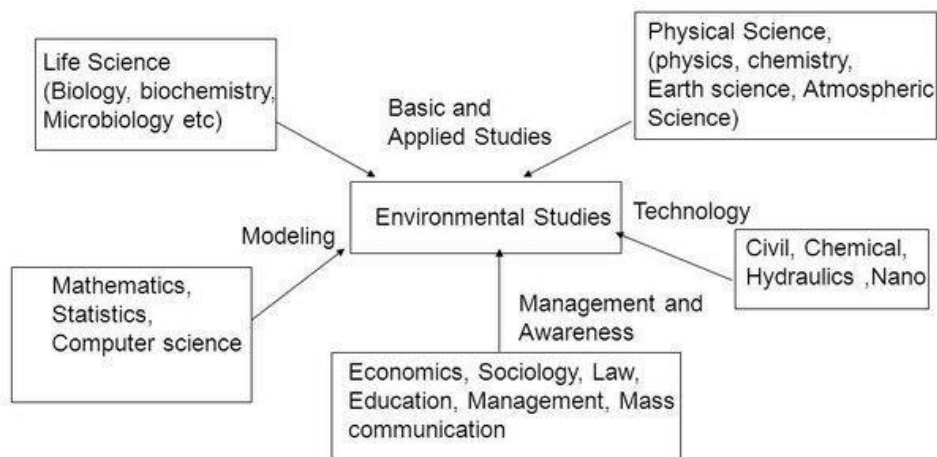 Life Science
(Biology, biochemistry,
Microbiology etc)
Physical Science,
(physics, chemistry,
Earth science, Atmospheric
Science)
Basic and
Applied Studies
Environmental Studies
Technology
Modeling
Civil, Chemical,
Hydraulics ,Nano
Mathematics,
Statistics,
Computer science
Management and
Awareness
Economics, Sociology, Law,
Education, Management, Mass
communication